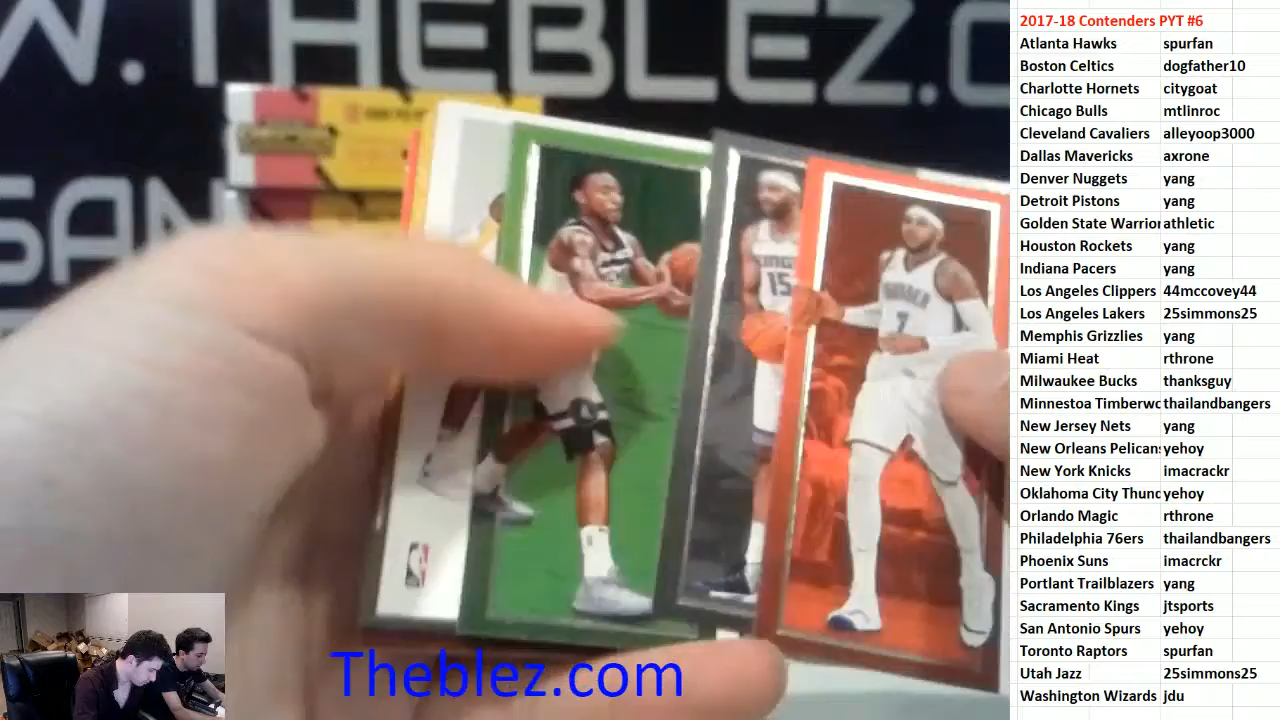 W.THEBLEZ.C
SAN
KINGS
15
7
Theblez.com
2017-18 Contenders PYT #6
Atlanta Hawks spurfan
Boston Celtics dogfather10
Charlotte Hornets citygoat
Chicago Bulls mtlinroc
Cleveland Cavaliers alleyoop3000
Dallas Mavericks axrone
Denver Nuggets yang
Detroit Pistons yang
Golden State Warrior athletic
Houston Rockets yang
Indiana Pacers yang
Los Angeles Clippers 44mccovey44
Los Angeles Lakers 25simmons25
Memphis Grizzlies yang
Miami Heat rthrone
Milwaukee Bucks thanksguy
Minnestoa Timberwo thailandbangers
New Jersey Nets yang
New Orleans Pelicans yehoy
New York Knicks imacrackr
Oklahoma City Thund yehoy
Orlando Magic rthrone
Philadelphia 76ers thailandbangers
Phoenix Suns imacrckr
Portlant Trailblazers yang
Sacramento Kings jtsports
San Antonio Spurs yehoy
Toronto Raptors spurfan
Utah Jazz 25simmons25
Washington Wizards jdu